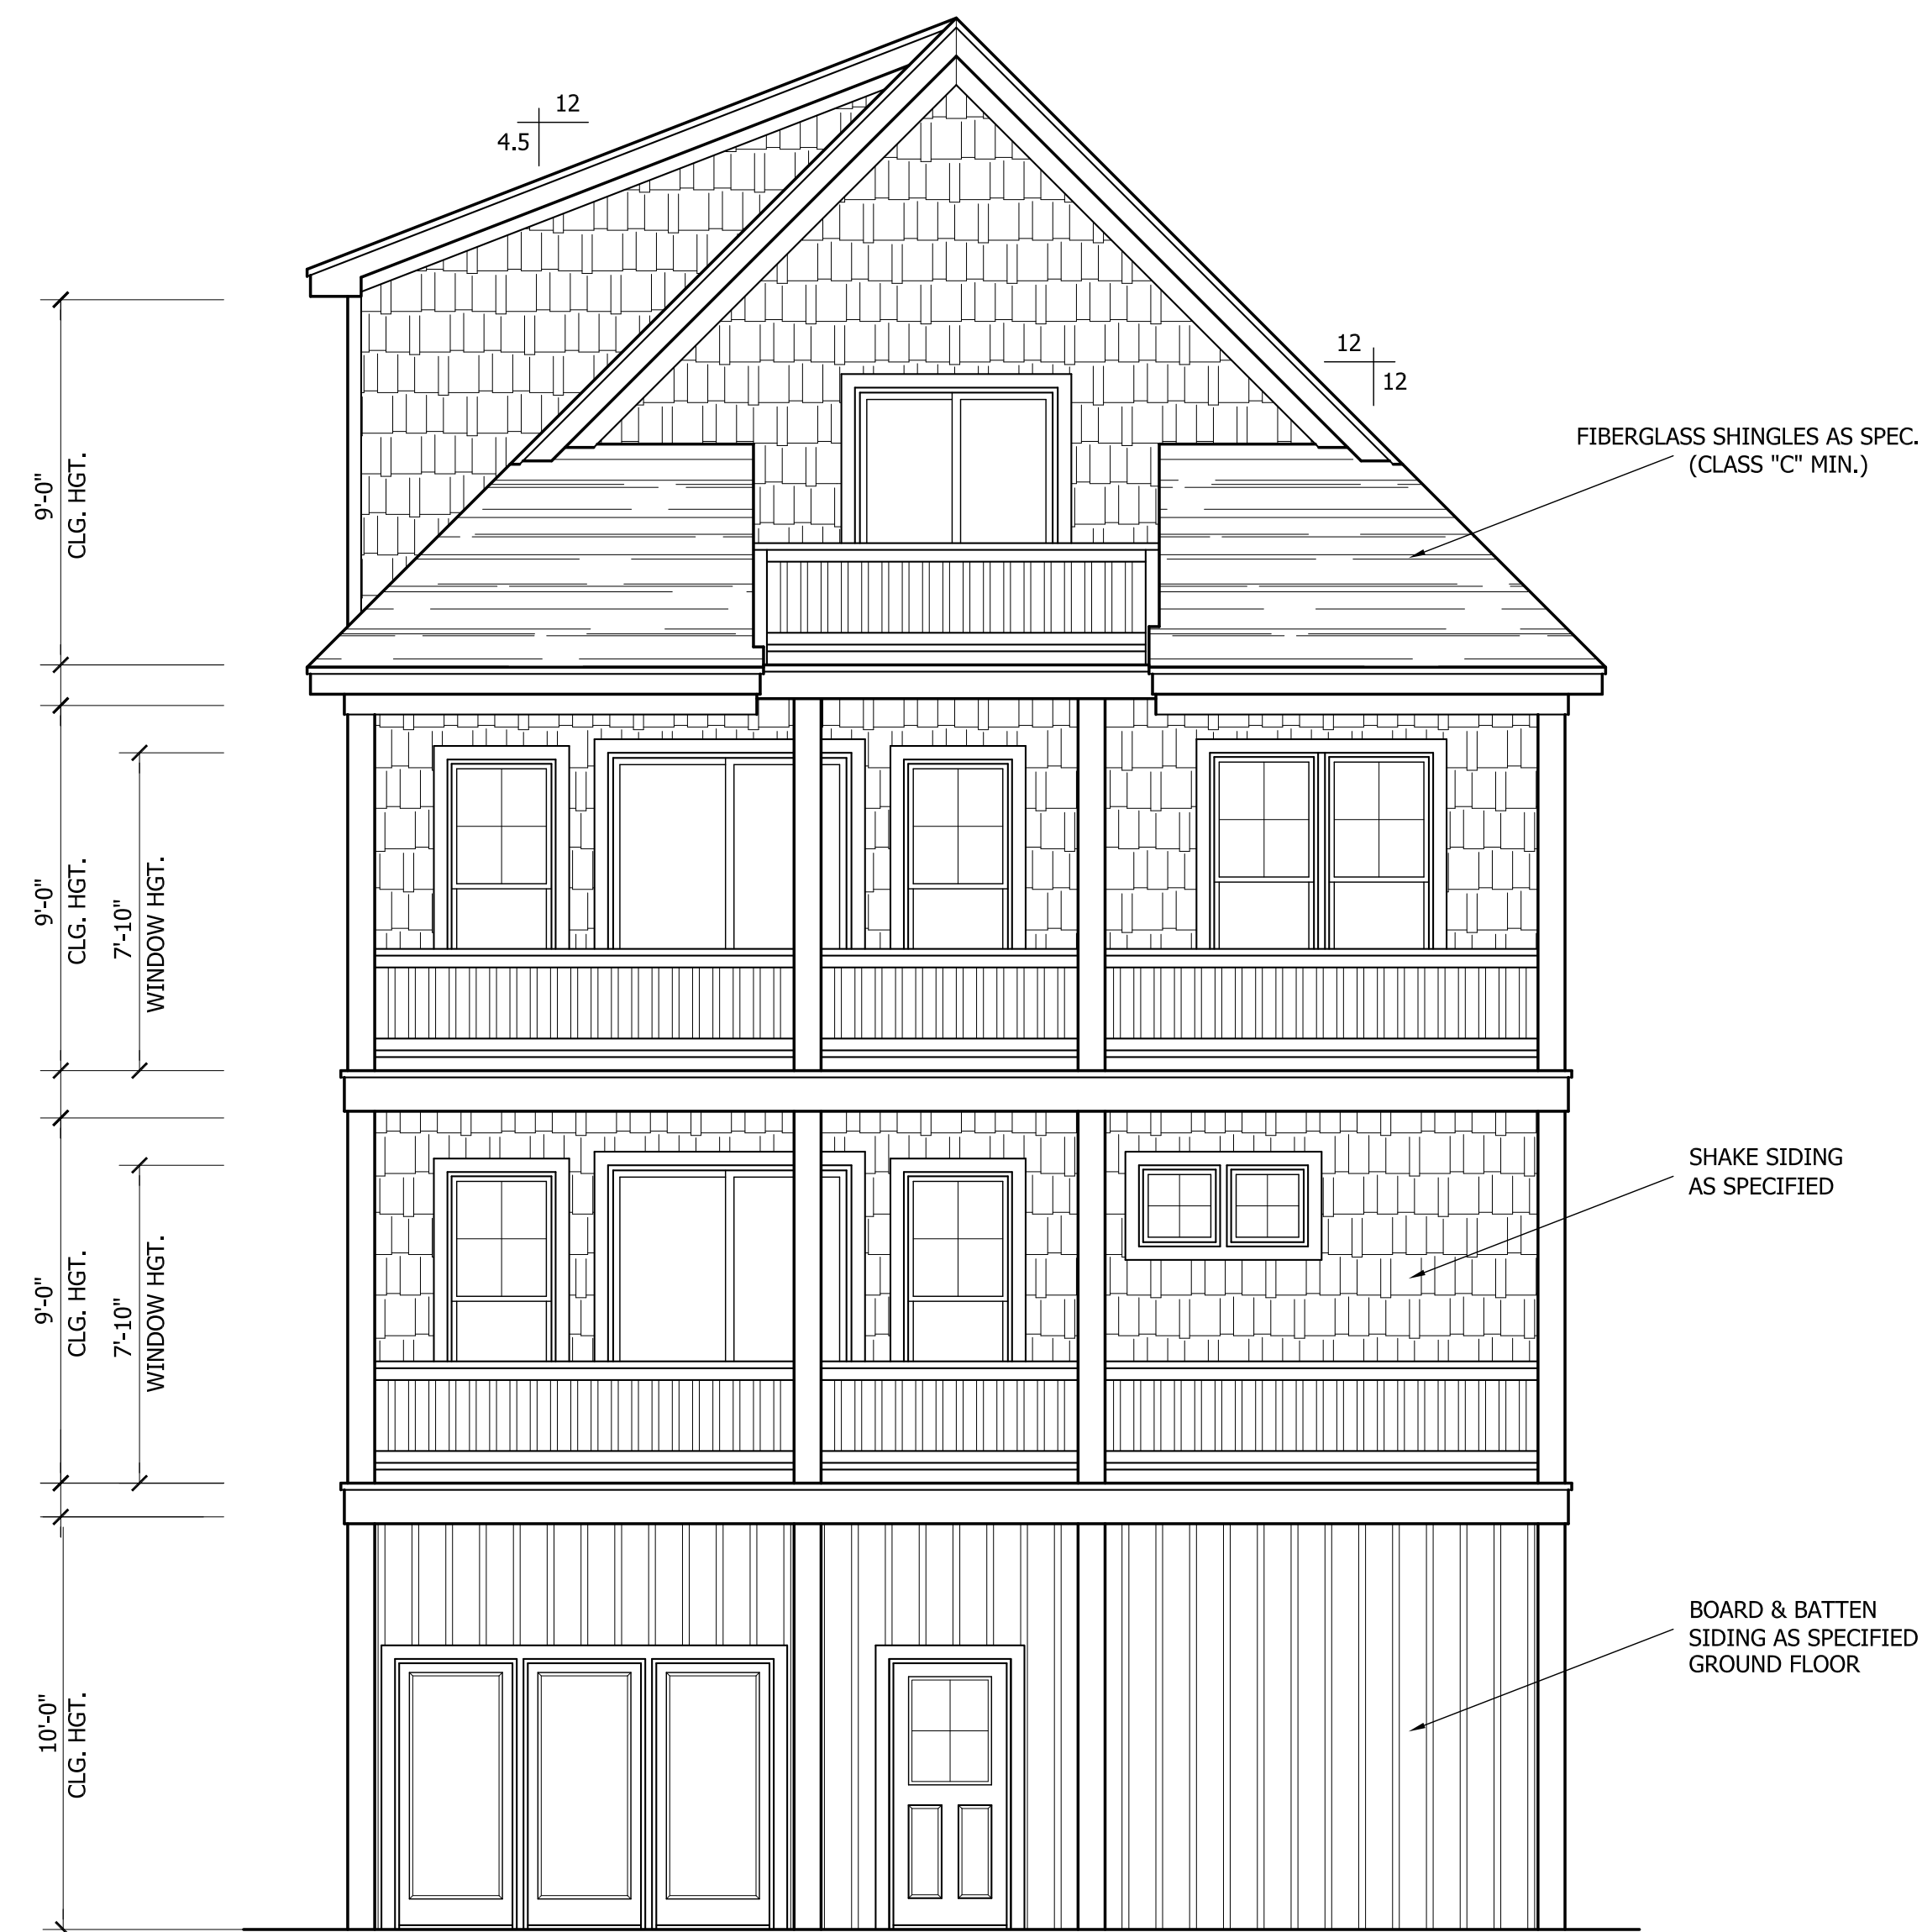 12
4.5
12
12
FIBERGLASS SHINGLES AS SPEC.
(CLASS "C" MIN.)
9'-0"
CLG. HGT.
9'-0"
CLG. HGT.
7'-10"
WINDOW HGT.
SHAKE SIDING
AS SPECIFIED
9'-0"
CLG. HGT.
7'-10"
WINDOW HGT.
BOARD & BATTEN
SIDING AS SPECIFIED
GROUND FLOOR
10'-0"
CLG. HGT.